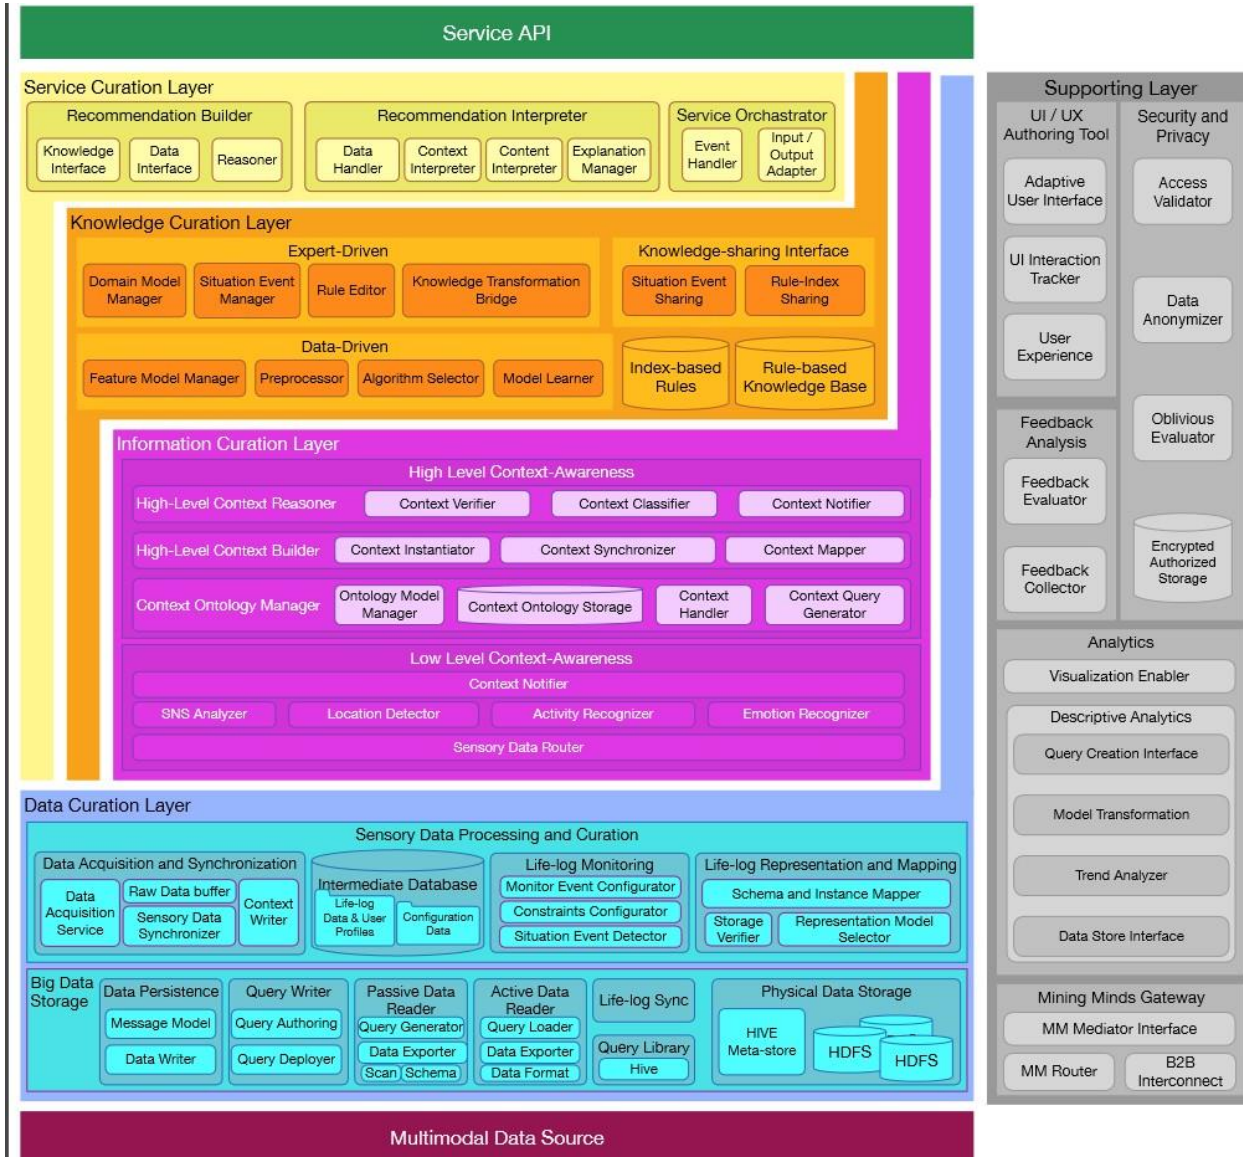 Service API
Service Curation Layer
Recommendation Builder
Knowledge
Interface
Data
Interface
Reasoner
Recommendation Interpreter
Data
Handler
Context
Interpreter
Content
Interpreter
Explanation
Manager
Service Orchestrator
Event
Handler
Input /
Output
Adapter
Knowledge Curation Layer
Expert-Driven
Domain Model
Manager
Situation Event
Manager
Rule Editor
Knowledge Transformation
Bridge
Knowledge-sharing Interface
Situation Event
Sharing
Rule-Index
Sharing
Data-Driven
Feature Model Manager
Preprocessor
Algorithm Selector
Model Learner
Index-based
Rules
Rule-based
Knowledge Base
Information Curation Layer
High Level Context-Awareness
High-Level Context Reasoner
Context Verifier
Context Classifier
Context Notifier
High-Level Context Builder
Context Instantiator
Context Synchronizer
Context Mapper
Context Ontology Manager
Ontology Model
Manager
Context Ontology Storage
Context
Handler
Context Query
Generator
Low Level Context-Awareness
Context Notifier
SNS Analyzer
Location Detector
Activity Recognizer
Emotion Recognizer
Sensory Data Router
Data Curation Layer
Sensory Data Processing and Curation
Data Acquisition and Synchronization
Data
Acquisition
Service
Raw Data buffer
Sensory Data
Synchronizer
Context
Writer
Intermediate Database
Life-log
Data & User
Profiles
Configuration
Data
Life-log Monitoring
Monitor Event Configurator
Constraints Configurator
Situation Event Detector
Life-log Representation and Mapping
Schema and Instance Mapper
Storage
Verifier
Representation Model
Selector
Big Data
Storage
Data Persistence
Message Model
Data Writer
Query Writer
Query Authoring
Query Deployer
Passive Data
Reader
Query Generator
Data Exporter
Scan
Schema
Active Data
Reader
Query Loader
Data Exporter
Data Format
Life-log Sync
Query Library
Hive
Physical Data Storage
HIVE
Meta-store
HDFS
HDFS
Multimodal Data Source
Supporting Layer
UI / UX
Authoring Tool
Adaptive
User Interface
UI Interaction
Tracker
User
Experience
Security and
Privacy
Access
Validator
Data
Anonymizer
Oblivious
Evaluator
Encrypted
Authorized
Storage
Feedback
Analysis
Feedback
Evaluator
Feedback
Collector
Analytics
Visualization Enabler
Descriptive Analytics
Query Creation Interface
Model Transformation
Trend Analyzer
Data Store Interface
Mining Minds Gateway
MM Mediator Interface
MM Router
B2B
Interconnect